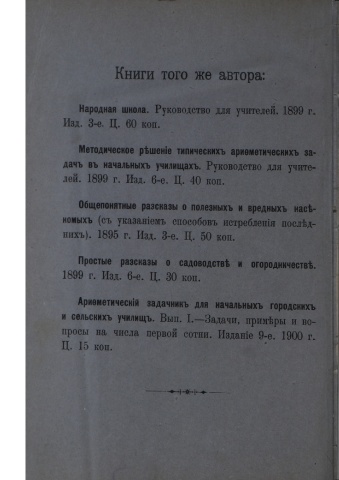 Книги того же автора:
Народная школа. Руководство для учителей. 1899 г.
Изд. 3-е. Ц. 60 коп.
Методическое рѣшеніе типическихъ ариѳметическихъ за-
дачъ въ начальныхъ училищахъ. Руководство для учите-
лей. 1899 г. Изд. 6-е. Ц. 40 коп.
Общепонятные разсказы о полезныхъ и вредныхъ насѣ-
комыхъ (съ указаніемъ способовъ истребленія послѣд-
нихъ). 1895 г. Изд. 3-е. Ц. 50 коп.
Простые разсказы о садоводствѣ и огородничествѣ.
1899 г. Изд. 6-е. Ц. 30 коп.
Ариѳметическій задачникъ для начальныхъ городскихъ
и сельскихъ училищъ. Вып. I.—Задачи, примѣры и во-
просы на числа первой сотни. Изданіе 9-е. 1900 г.
Ц. 15 коп.